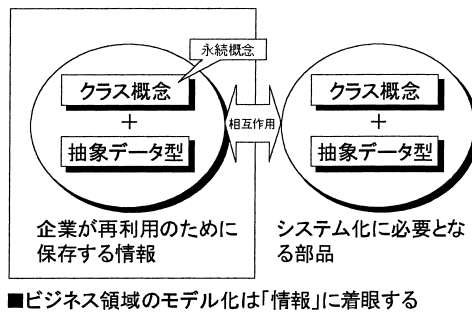 永続概念
クラス概念
+
抽象データ型
相互作用
クラス概念
+
抽象データ型
企業が再利用のために
保存する情報
システム化に必要とな
る部品
■ビジネス領域のモデル化は「情報」に着眼する